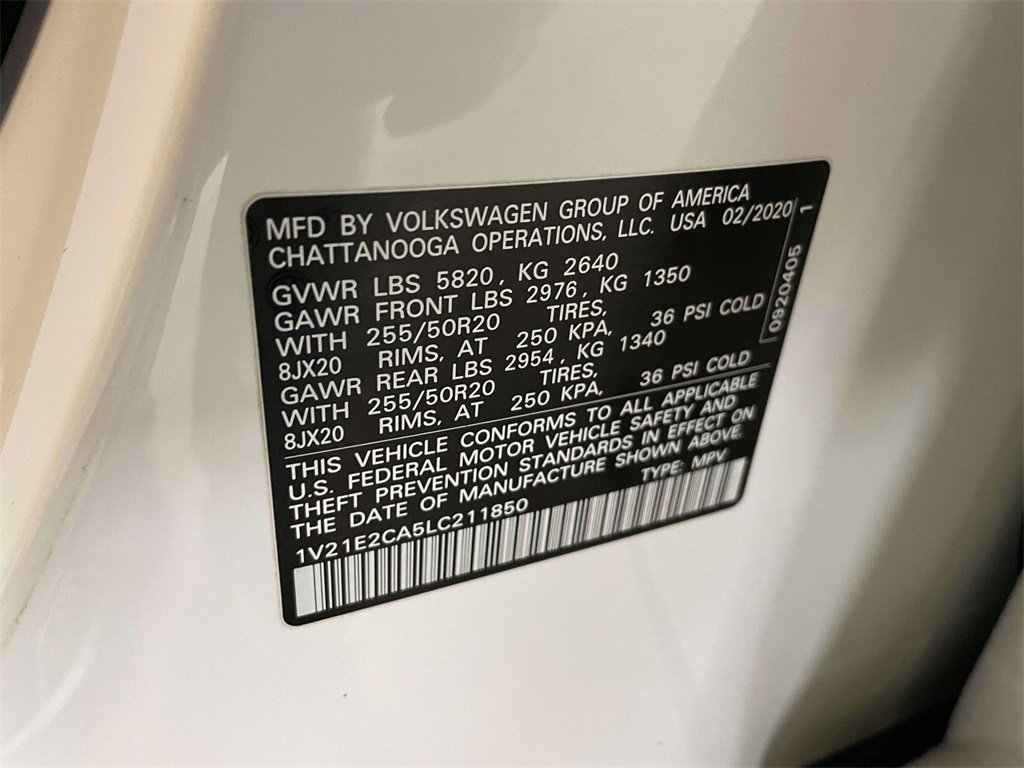 MFD BY VOLKSWAGEN GROUP OF AMERICA
CHATTANOOGA OPERATIONS, LLC. USA 02/2020
GVWR LBS 5820, KG 2640
GAWR FRONT LBS 2976, KG 1350
WITH 255/50R20 TIRES,
8JX20 RIMS, AT 250 KPA, 36 PSI COLD
GAWR REAR LBS 2954, KG 1340
WITH 255/50R20 TIRES,
8JX20 RIMS, AT 250 KPA, 36 PSI COLD
THIS VEHICLE CONFORMS TO ALL APPLICABLE
U.S. FEDERAL MOTOR VEHICLE SAFETY AND
THEFT PREVENTION STANDARDS IN EFFECT ON
THE DATE OF MANUFACTURE SHOWN ABOVE.
1V21E2CA5LC211850 TYPE: MPV
0920405 1